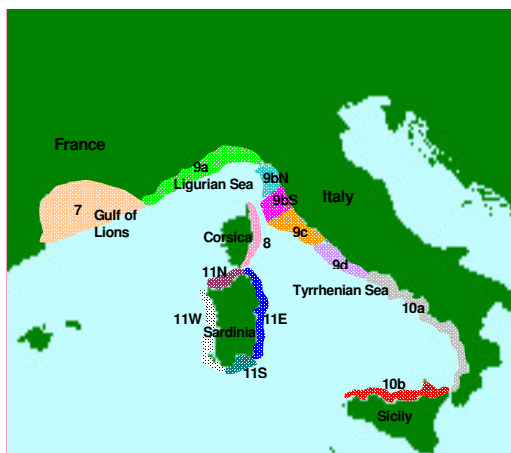 France
9a
Ligurian Sea
9bN
Italy
7
Gulf of
Lions
9bS
Corsica
8
9c
9d
11N
Tyrrhenian Sea
10a
11W
Sardinia
11E
11S
10b
Sicily